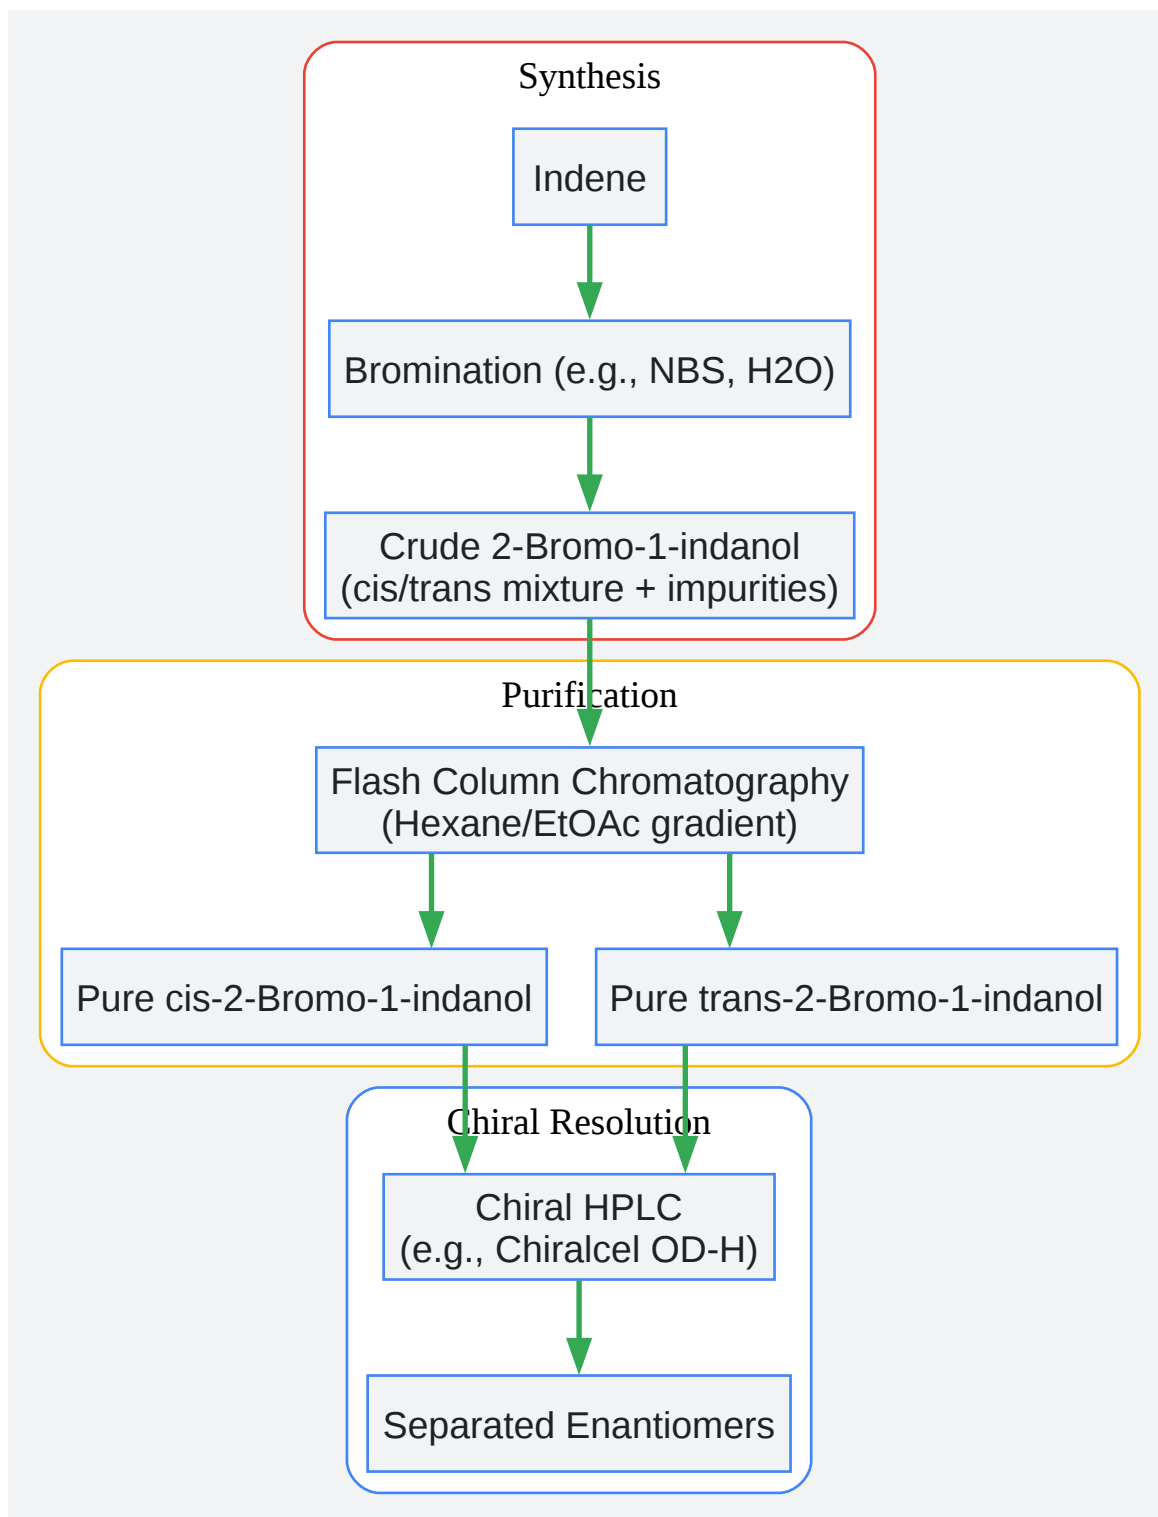 Synthesis
Indene
Bromination (e.g., NBS, H2O)
Crude 2-Bromo-1-indanol
(cis/trans mixture + impurities)
Purification
Flash Column Chromatography
(Hexane/EtOAc gradient)
Pure cis-2-Bromo-1-indanol
Pure trans-2-Bromo-1-indanol
Chiral Resolution
Chiral HPLC
(e.g., Chiralcel OD-H)
Separated Enantiomers